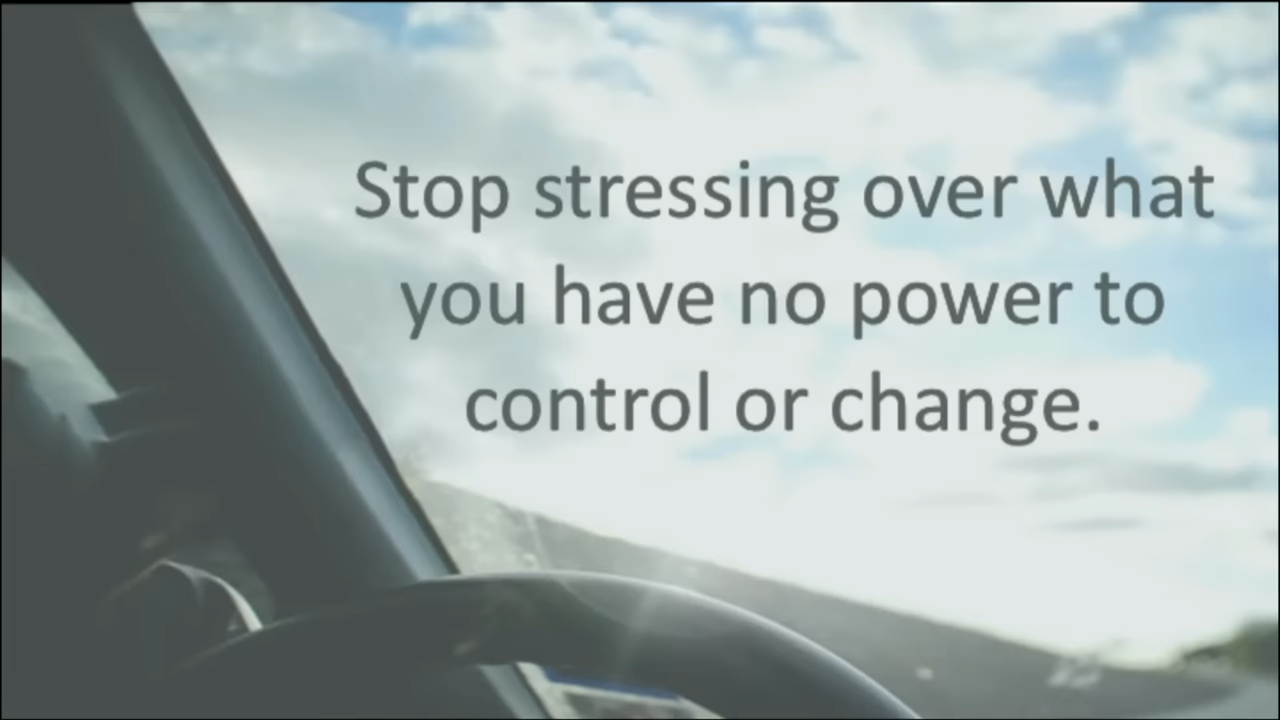 Stop stressing over what
you have no power to
control or change.